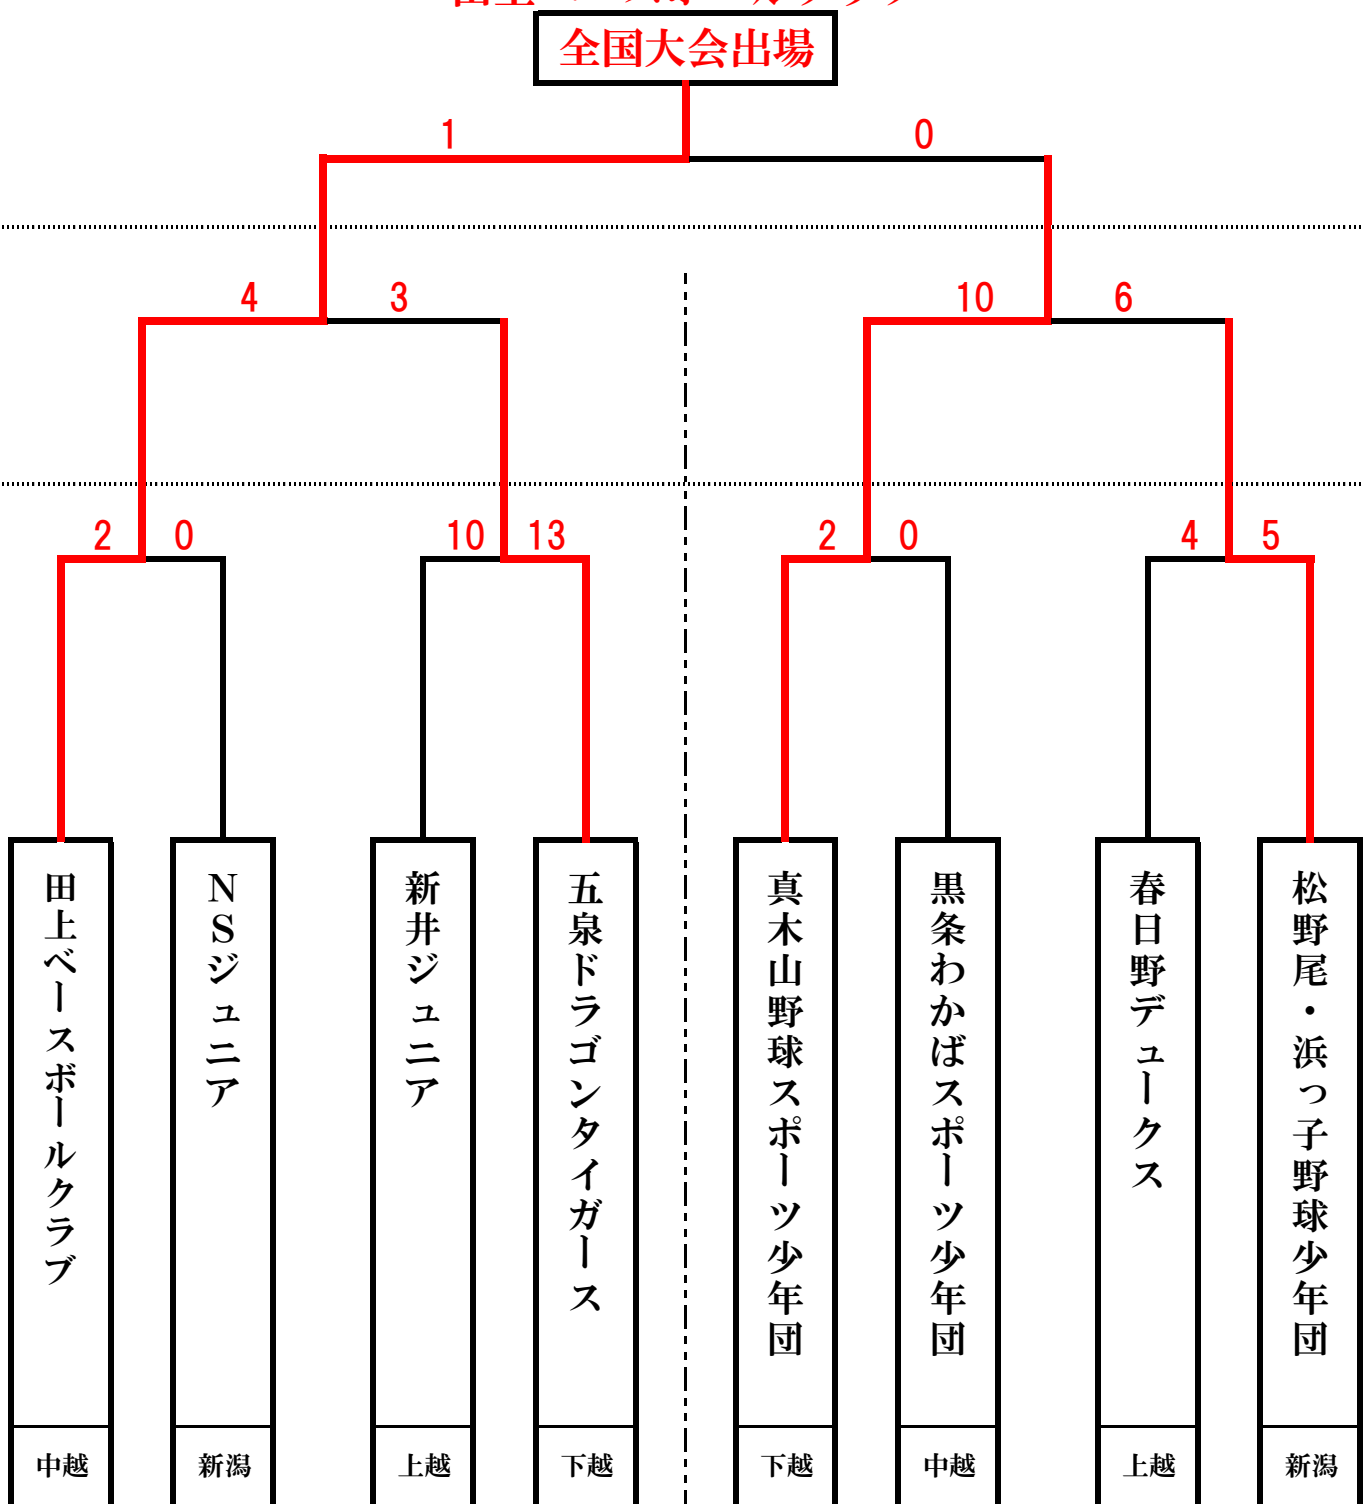 全国大会出場
1 0
4 3 10 6
2 0 10 13 2 0 4 5
田上ベースボールクラブ
NSジュニア
新井ジュニア
五泉ドラゴンタイガース
真木山野球スポーツ少年団
黒条わかばスポーツ少年団
春日野デュークス
松野尾・浜っ子野球少年団
中越 新潟 上越 下越 下越 中越 上越 新潟